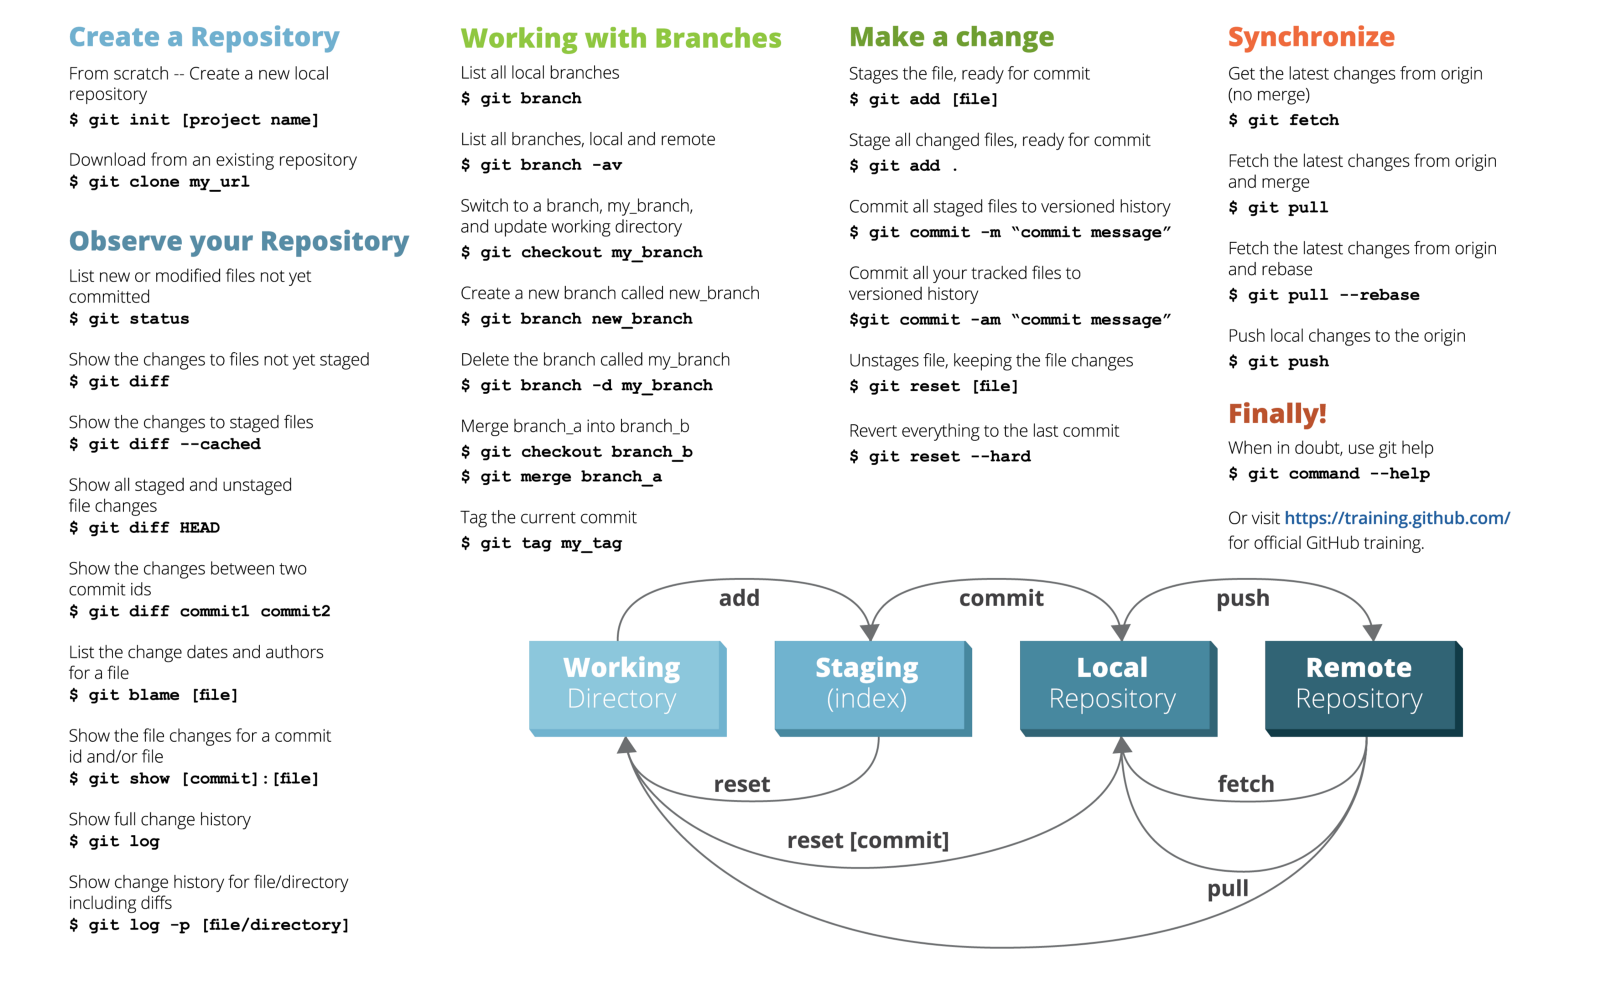 Create a Repository
From scratch -- Create a new local
repository
$ git init [project name]
Download from an existing repository
$ git clone my_url
Observe your Repository
List new or modified files not yet
committed
$ git status
Show the changes to files not yet staged
$ git diff
Show the changes to staged files
$ git diff --cached
Show all staged and unstaged
file changes
$ git diff HEAD
Show the changes between two
commit ids
$ git diff commit1 commit2
List the change dates and authors
for a file
$ git blame [file]
Show the file changes for a commit
id and/or file
$ git show [commit]:[file]
Show full change history
$ git log
Show change history for file/directory
including diffs
$ git log -p [file/directory]
Working with Branches
List all local branches
$ git branch
List all branches, local and remote
$ git branch -av
Switch to a branch, my_branch,
and update working directory
$ git checkout my_branch
Create a new branch called new_branch
$ git branch new_branch
Delete the branch called my_branch
$ git branch -d my_branch
Merge branch_a into branch_b
$ git checkout branch_b
$ git merge branch_a
Tag the current commit
$ git tag my_tag
Make a change
Stages the file, ready for commit
$ git add [file]
Stage all changed files, ready for commit
$ git add .
Commit all staged files to versioned history
$ git commit -m “commit message”
Commit all your tracked files to
versioned history
$git commit -am “commit message”
Unstages file, keeping the file changes
$ git reset [file]
Revert everything to the last commit
$ git reset --hard
Synchronize
Get the latest changes from origin
(no merge)
$ git fetch
Fetch the latest changes from origin
and merge
$ git pull
Fetch the latest changes from origin
and rebase
$ git pull --rebase
Push local changes to the origin
$ git push
Finally!
When in doubt, use git help
$ git command --help
Or visit https://training.github.com/
for official GitHub training.
add
commit
push
Working
Directory
Staging
(index)
Local
Repository
Remote
Repository
reset
fetch
reset [commit]
pull